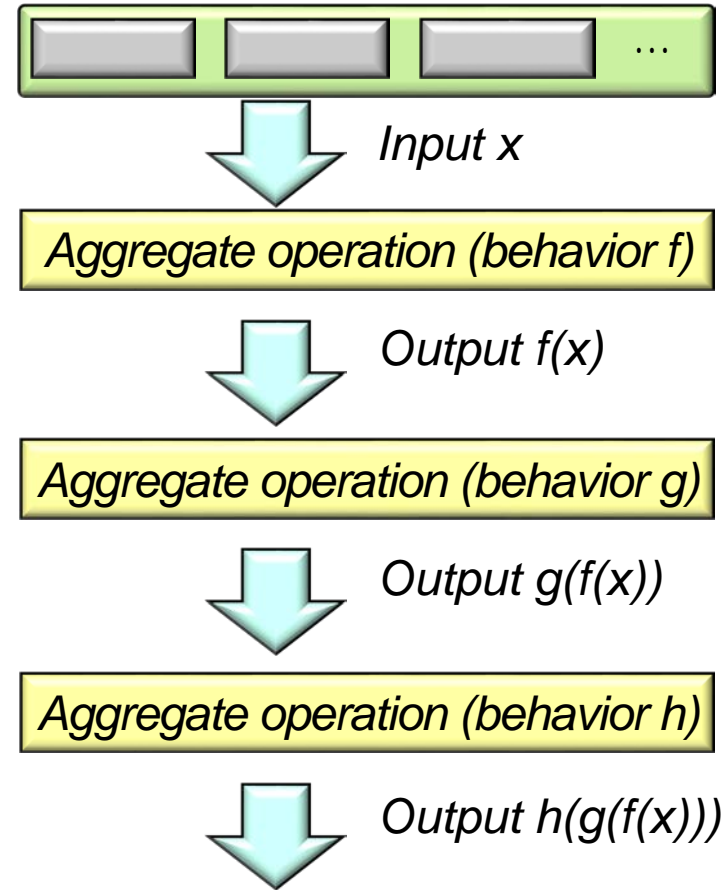 ...
Input x
Aggregate operation (behavior f)
Output f(x)
Aggregate operation (behavior g)
Output g(f(x))
Aggregate operation (behavior h)
Output h(g(f(x)))